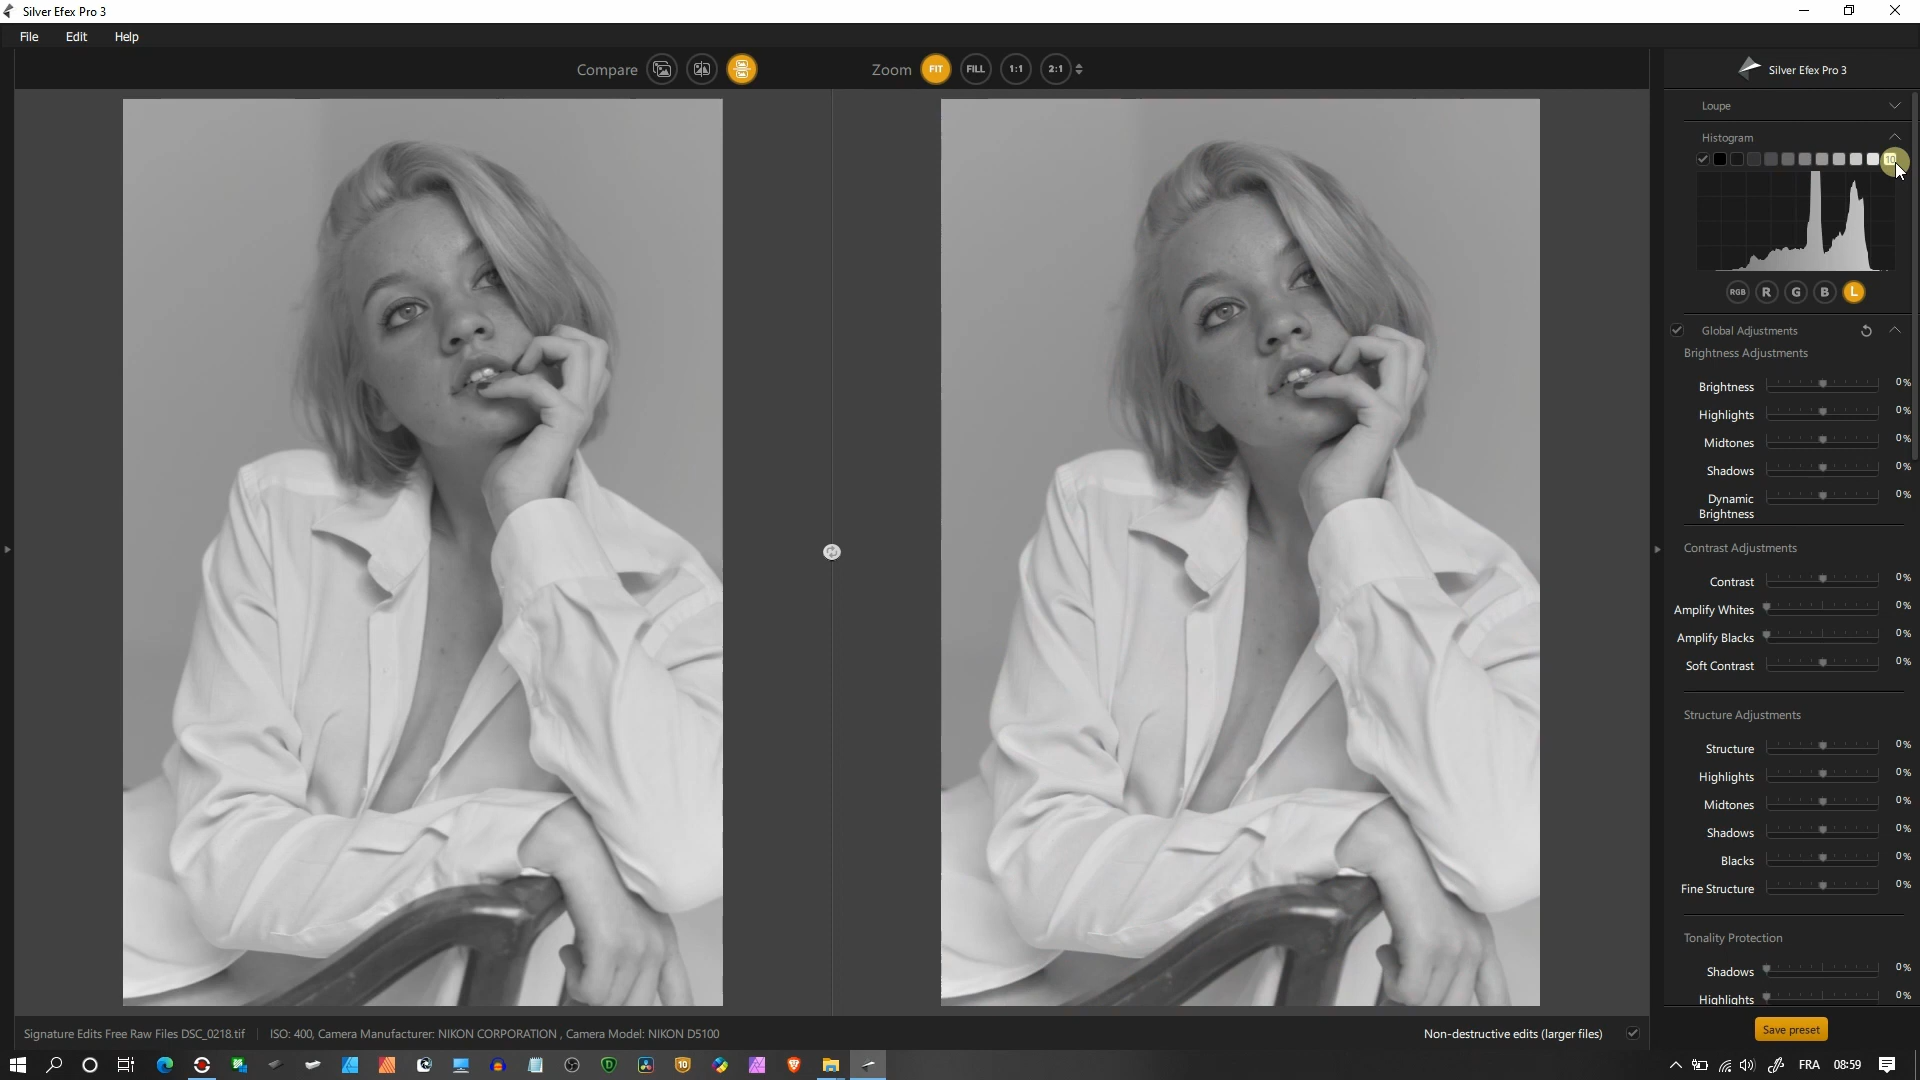 Silver Efex Pro 3
File Edit Help
Compare
Zoom FIT FILL 1:1 2:1
Silver Efex Pro 3
Loupe
Histogram
10
RGB R G B L
Global Adjustments
Brightness Adjustments
Brightness 0%
Highlights 0%
Midtones 0%
Shadows 0%
Dynamic 0%
Brightness
Contrast Adjustments
Contrast 0%
Amplify Whites 0%
Amplify Blacks 0%
Soft Contrast 0%
Structure Adjustments
Structure 0%
Highlights 0%
Midtones 0%
Shadows 0%
Blacks 0%
Fine Structure 0%
Tonality Protection
Shadows 0%
Highlights 0%
Signature Edits Free Raw Files DSC_0218.tif ISO: 400, Camera Manufacturer: NIKON CORPORATION , Camera Model: NIKON D5100
Non-destructive edits (larger files)
Save preset
10
FRA 08:59